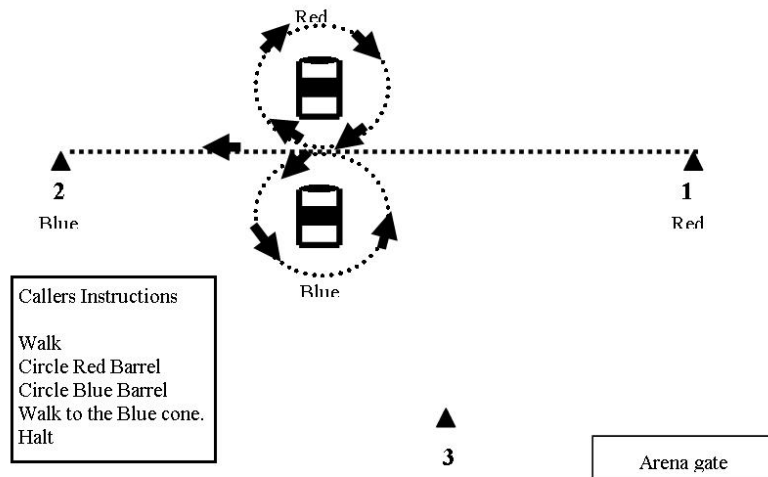 Red
2
Blue
1
Red
Blue
Callers Instructions
Walk
Circle Red Barrel
Circle Blue Barrel
Walk to the Blue cone.
Halt
3
Arena gate